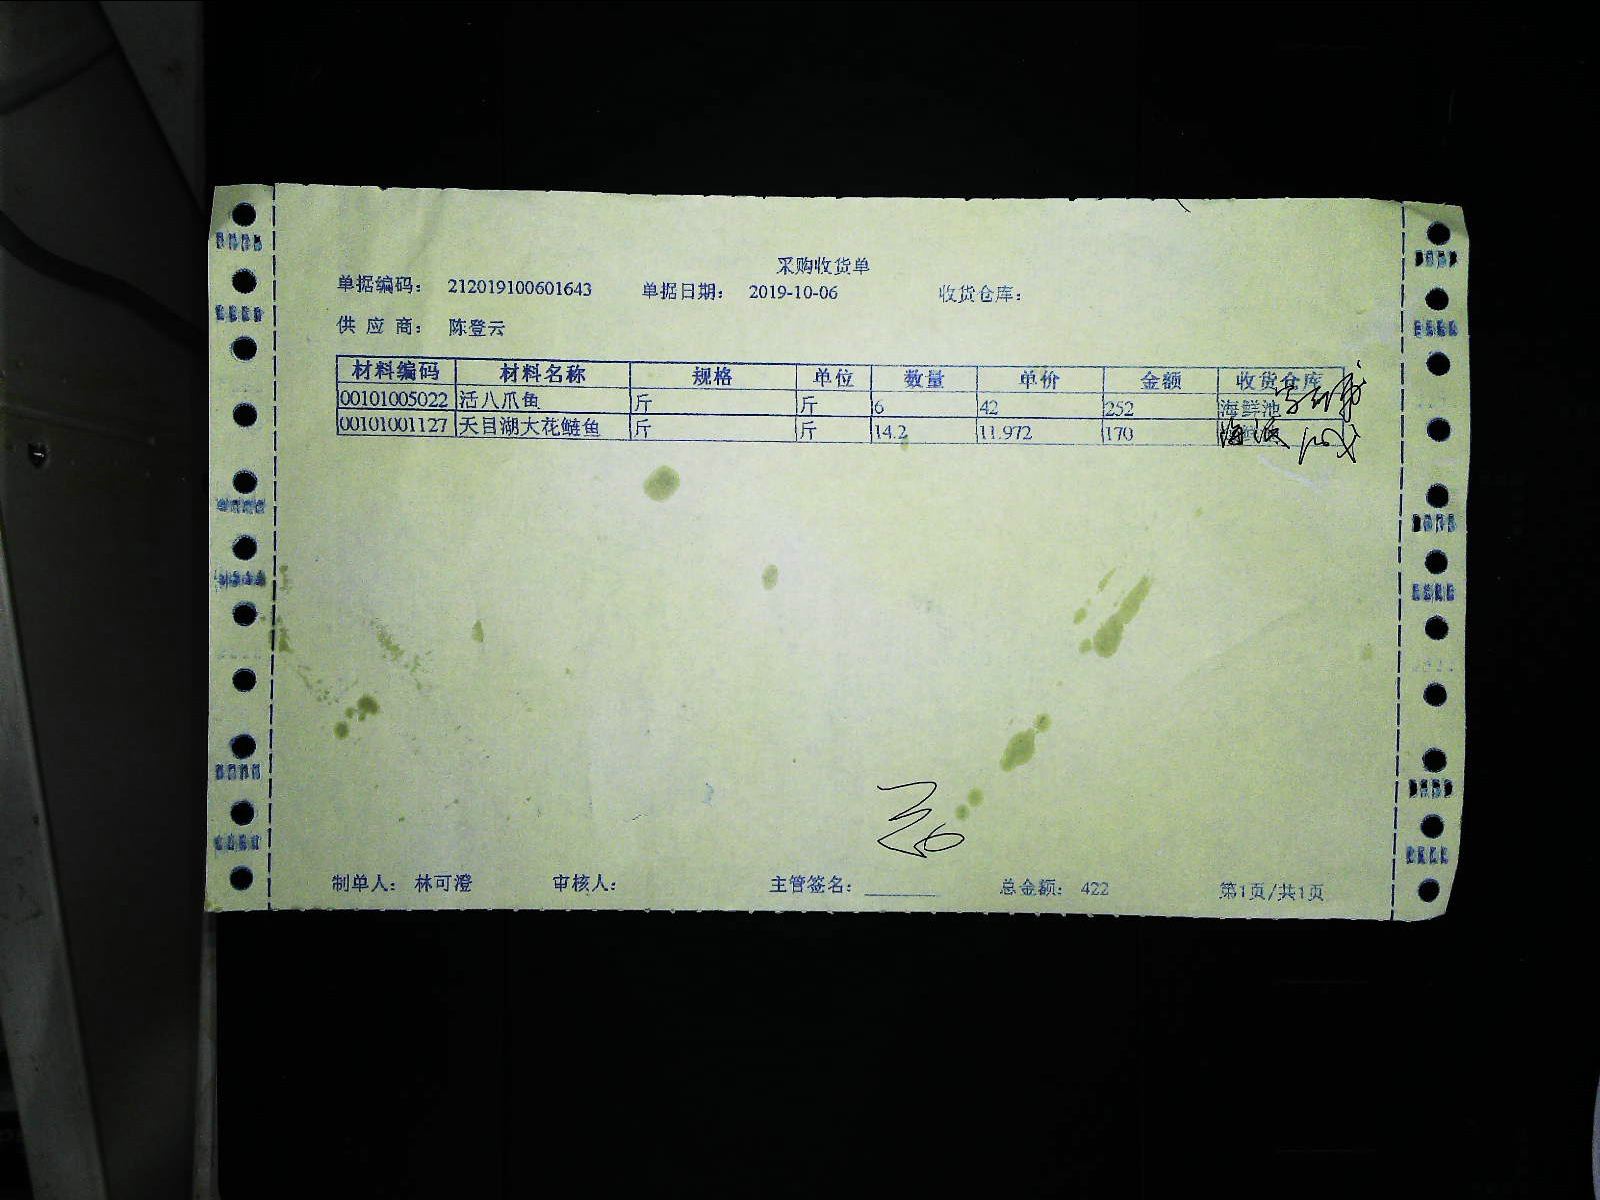 采购收货单
单据编码： 212019100601643 单据日期： 2019-10-06 收货仓库：
供 应 商： 陈登云
材料编码 材料名称 规格 单位 数量 单价 金额 收货仓库
00101005022 活八爪鱼 斤 斤 6 42 252 海鲜池
00101001127 天目湖大花鲢鱼 斤 斤 14.2 11.972 170
制单人： 林可澄 审核人： 主管签名： 总金额： 422 第1页/共1页